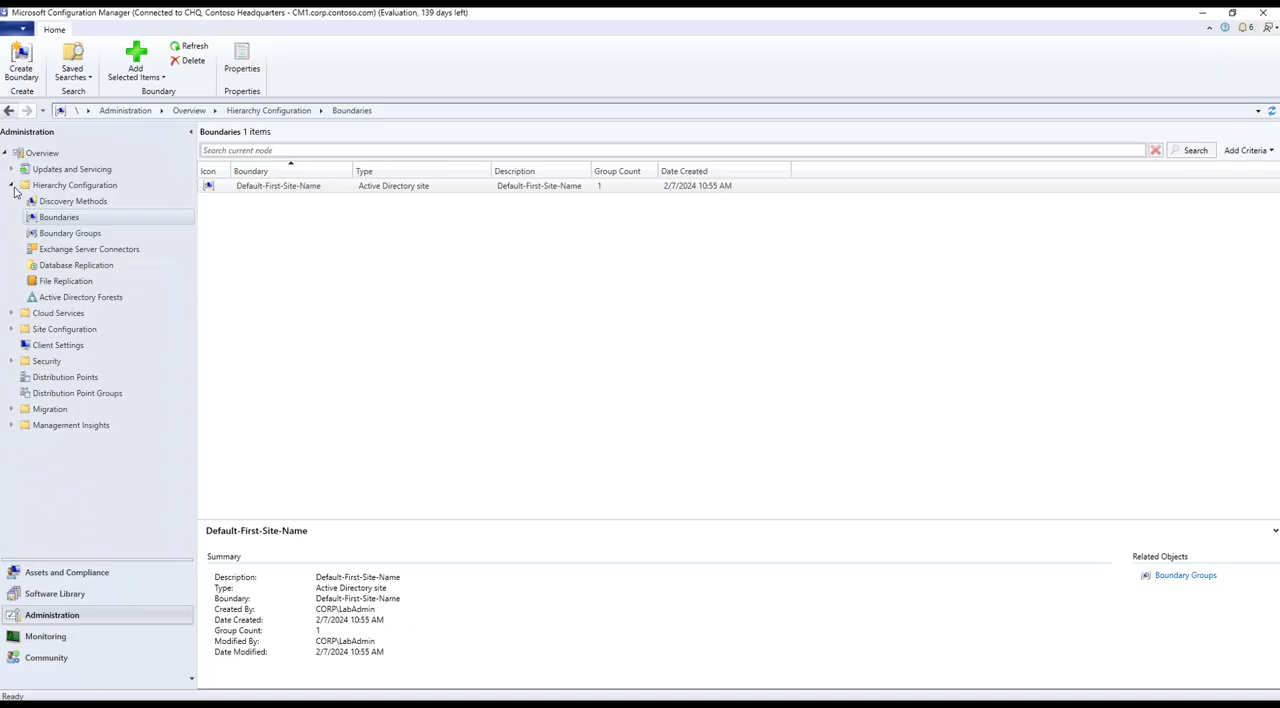 Microsoft Configuration Manager (Connected to CHQ, Contoso Headquarters - CM1.corp.contoso.com) (Evaluation, 139 days left)
Home
6
Create Boundary
Saved Searches
Add Selected Items
Refresh
Delete
Properties
Create
Search
Boundary
Properties
\ Administration Overview Hierarchy Configuration Boundaries
Administration
Overview
Updates and Servicing
Hierarchy Configuration
Discovery Methods
Boundaries
Boundary Groups
Exchange Server Connectors
Database Replication
File Replication
Active Directory Forests
Cloud Services
Site Configuration
Client Settings
Security
Distribution Points
Distribution Point Groups
Migration
Management Insights
Assets and Compliance
Software Library
Administration
Monitoring
Community
Boundaries 1 items
Search current node
Search
Add Criteria
Icon Boundary Type Description Group Count Date Created
Default-First-Site-Name Active Directory site Default-First-Site-Name 1 2/7/2024 10:55 AM
Default-First-Site-Name
Summary
Description: Default-First-Site-Name
Type: Active Directory site
Boundary: Default-First-Site-Name
Created By: CORP\LabAdmin
Date Created: 2/7/2024 10:55 AM
Group Count: 1
Modified By: CORP\LabAdmin
Date Modified: 2/7/2024 10:55 AM
Related Objects
Boundary Groups
Ready